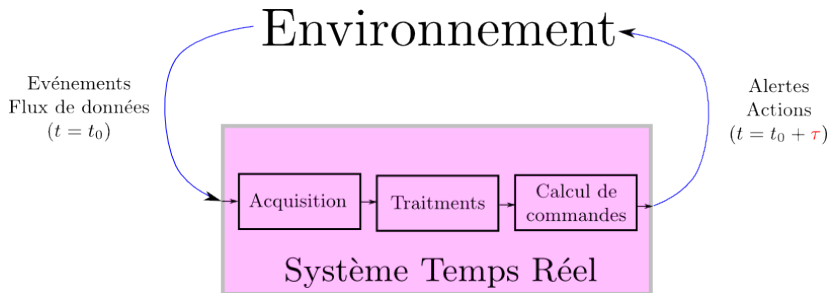 Environnement
Evénements
Flux de données
(t = t₀)
Alertes
Actions
(t = t₀ + τ)
Acquisition
Traitments
Calcul de
commandes
Système Temps Réel